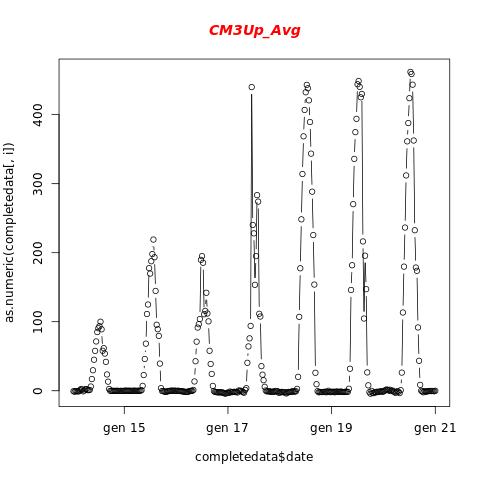 CM3Up_Avg
as.numeric(completedata[, i])
400
300
200
100
0
gen 15
gen 17
gen 19
gen 21
completedata$date